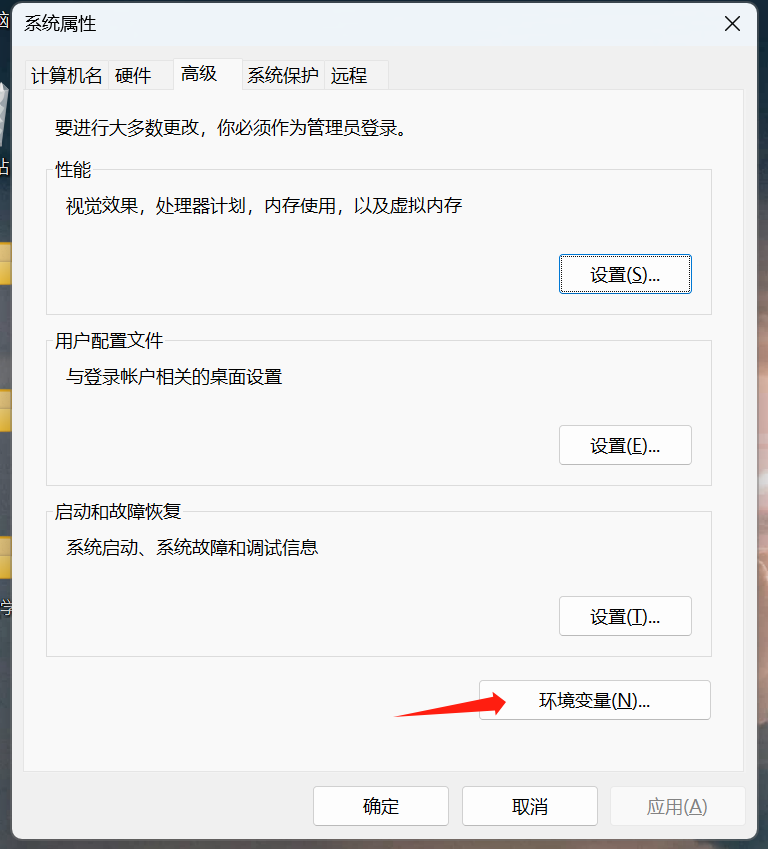 系统属性
计算机名 硬件 高级 系统保护 远程
要进行大多数更改，你必须作为管理员登录。
性能
视觉效果，处理器计划，内存使用，以及虚拟内存
设置(S)...
用户配置文件
与登录帐户相关的桌面设置
设置(E)...
启动和故障恢复
系统启动、系统故障和调试信息
设置(T)...
环境变量(N)...
确定 取消 应用(A)